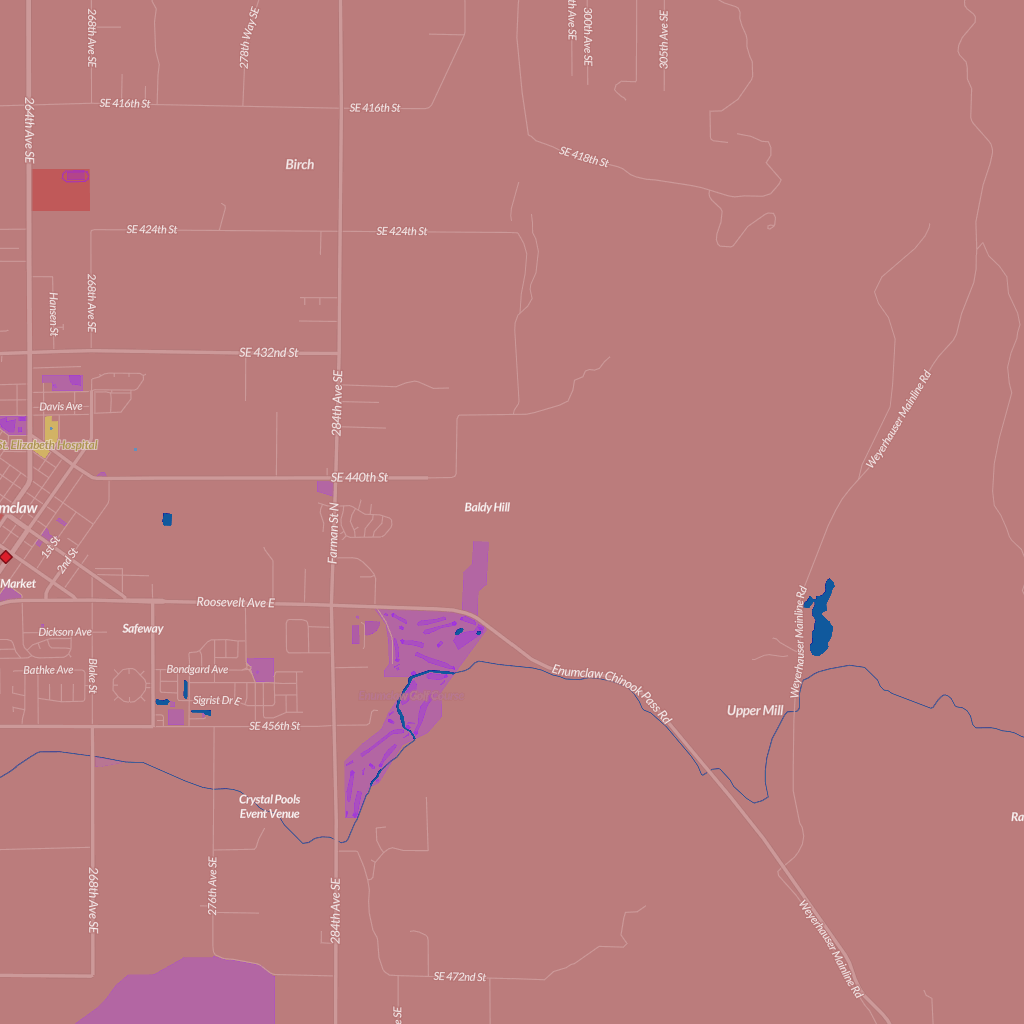 268th Ave SE
278th Way SE
300th Ave SE
305th Ave SE
264th Ave SE
SE 416th St
SE 416th St
SE 418th St
Birch
SE 424th St
SE 424th St
Hansen St
268th Ave SE
SE 432nd St
284th Ave SE
Weyerhauser Mainline Rd
Davis Ave
St. Elizabeth Hospital
SE 440th St
mclaw
Baldy Hill
Farman St N
1st St
2nd St
Market
Roosevelt Ave E
Weyerhauser Mainline Rd
Dickson Ave
Safeway
Bathke Ave
Blake St
Bondgard Ave
Sigrist Dr E
Enumclaw Chinook Pass Rd
Upper Mill
SE 456th St
Crystal Pools
Event Venue
Ra
268th Ave SE
276th Ave SE
284th Ave SE
Weyerhauser Mainline Rd
SE 472nd St
e SE